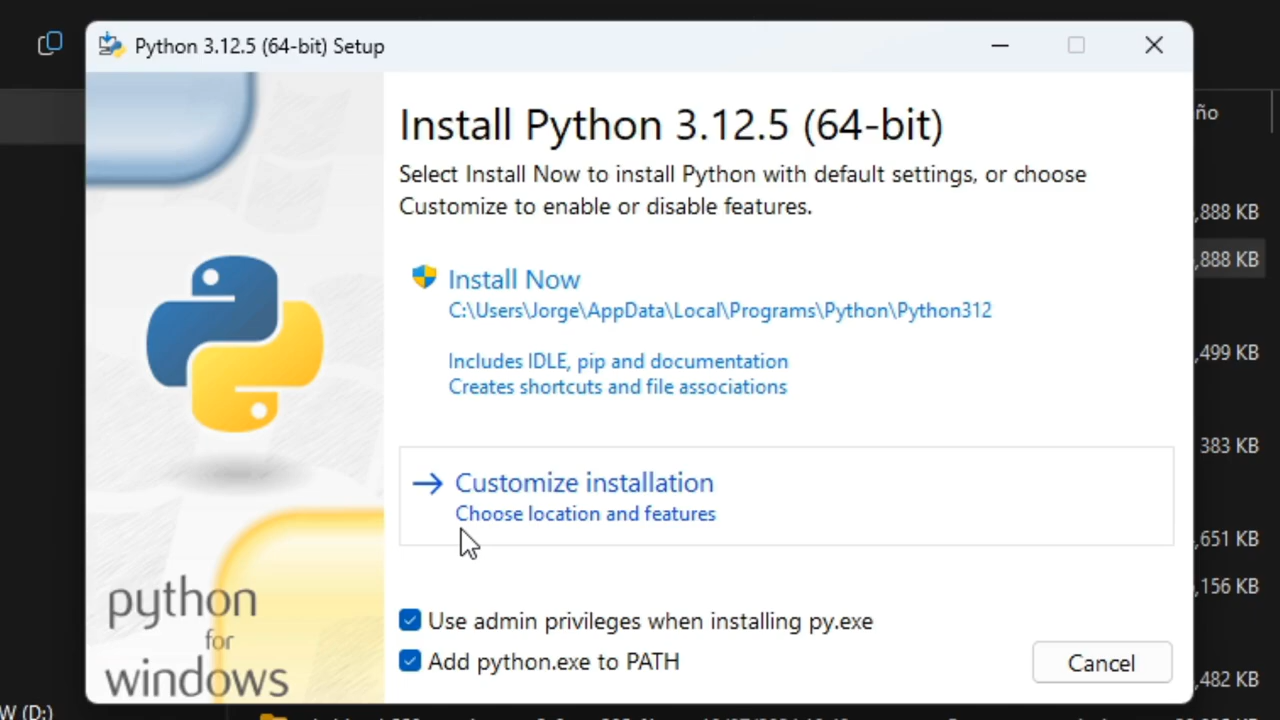 Python 3.12.5 (64-bit) Setup
Install Python 3.12.5 (64-bit)
Select Install Now to install Python with default settings, or choose
Customize to enable or disable features.
Install Now
C:\Users\Jorge\AppData\Local\Programs\Python\Python312
Includes IDLE, pip and documentation
Creates shortcuts and file associations
Customize installation
Choose location and features
Use admin privileges when installing py.exe
Add python.exe to PATH
Cancel
python
for
windows
ño
,888 KB
,888 KB
,499 KB
383 KB
,651 KB
,156 KB
,482 KB
W (D:)